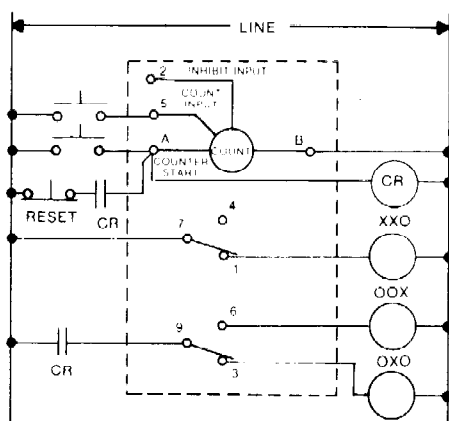 LINE
2
INHIBIT INPUT
COUNT
INPUT
5
A
COUNT
B
COUNTER
START
CR
RESET
CR
XXO
4
7
1
OOX
6
9
3
CR
OXO